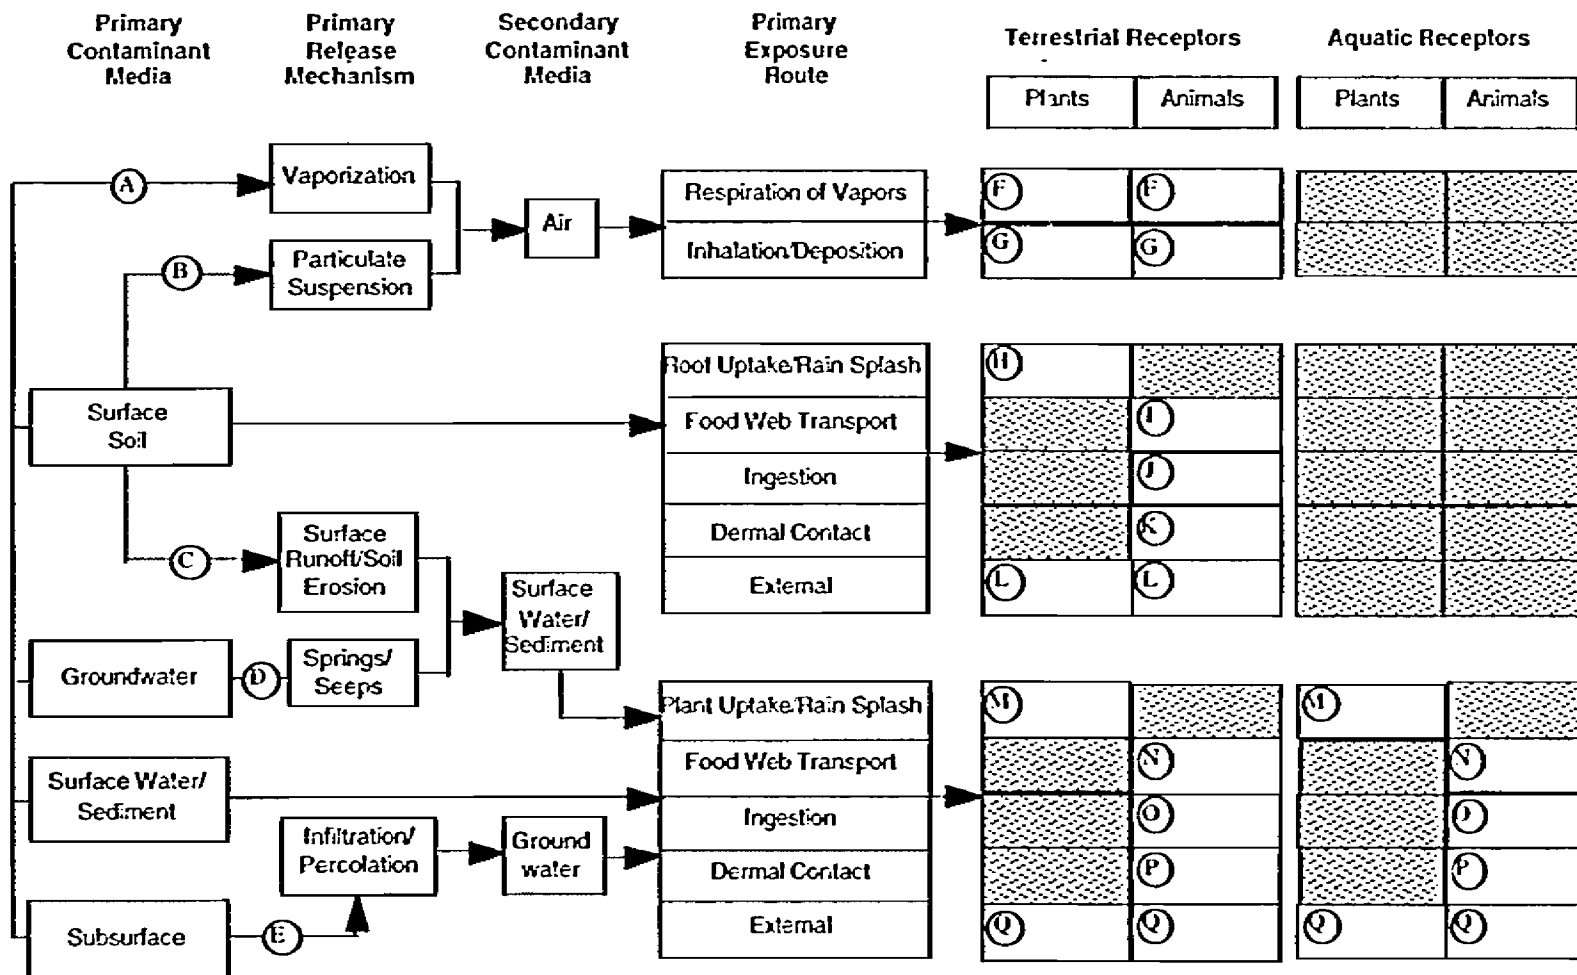 Primary
Contaminant
Media
Primary
Release
Mechanism
Secondary
Contaminant
Media
Primary
Exposure
Route
Terrestrial Receptors
Aquatic Receptors
Plants
Animals
Plants
Animals
A
Vaporization
Air
Respiration of Vapors
F
F
B
Particulate
Suspension
Inhalation/Deposition
G
G
Surface
Soil
Root Uptake/Rain Splash
H
Food Web Transport
I
Ingestion
J
Dermal Contact
K
External
L
L
C
Surface
Runoff/Soil
Erosion
Surface
Water/
Sediment
Groundwater
D
Springs/
Seeps
Plant Uptake/Rain Splash
M
M
Food Web Transport
N
N
Surface Water/
Sediment
Ingestion
O
O
Infiltration/
Percolation
Ground
water
Dermal Contact
P
P
Subsurface
E
External
Q
Q
Q
Q